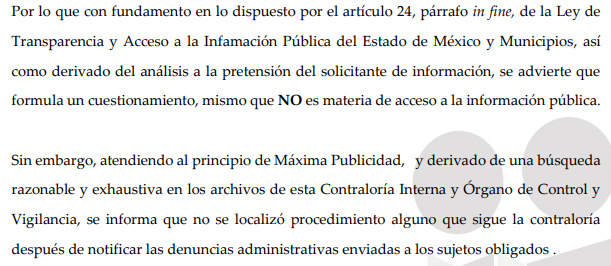 Por lo que con fundamento en lo dispuesto por el artículo 24, párrafo in fine, de la Ley de
Transparencia y Acceso a la Infamación Pública del Estado de México y Municipios, así
como derivado del análisis a la pretensión del solicitante de información, se advierte que
formula un cuestionamiento, mismo que NO es materia de acceso a la información pública.
Sin embargo, atendiendo al principio de Máxima Publicidad, y derivado de una búsqueda
razonable y exhaustiva en los archivos de esta Contraloría Interna y Órgano de Control y
Vigilancia, se informa que no se localizó procedimiento alguno que sigue la contraloría
después de notificar las denuncias administrativas enviadas a los sujetos obligados .